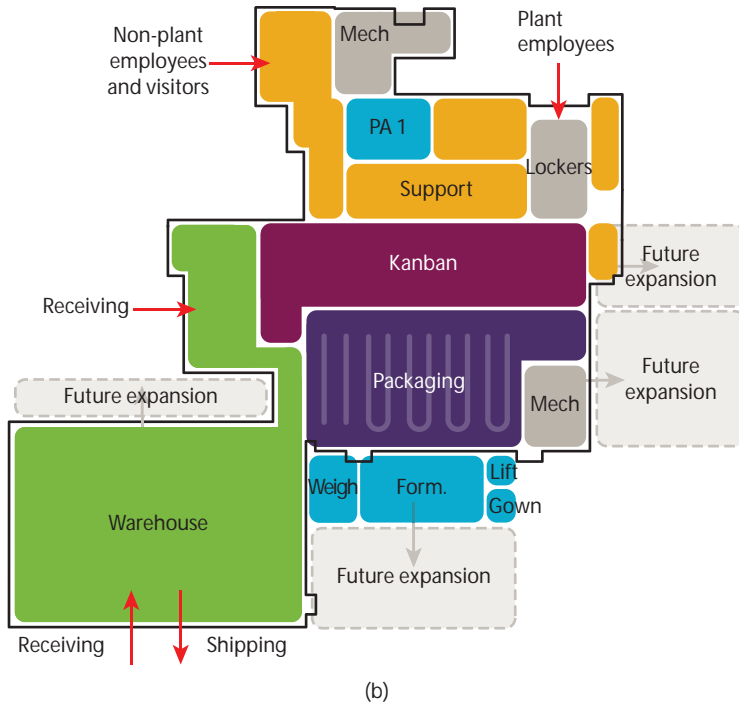 Non-plant
employees
and visitors
Mech
Plant
employees
PA 1
Lockers
Support
Kanban
Future
expansion
Receiving
Packaging
Future
expansion
Future expansion
Mech
Weigh
Form.
Lift
Gown
Warehouse
Future expansion
Receiving
Shipping
(b)